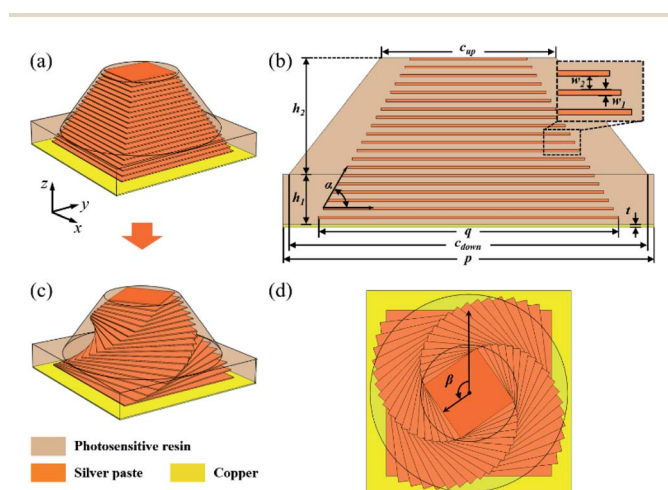 (a)
z
y
x
(b)
c_up
h_2
w_2
w_1
α
h_1
t
q
c_down
p
(c)
(d)
β
Photosensitive resin
Silver paste
Copper